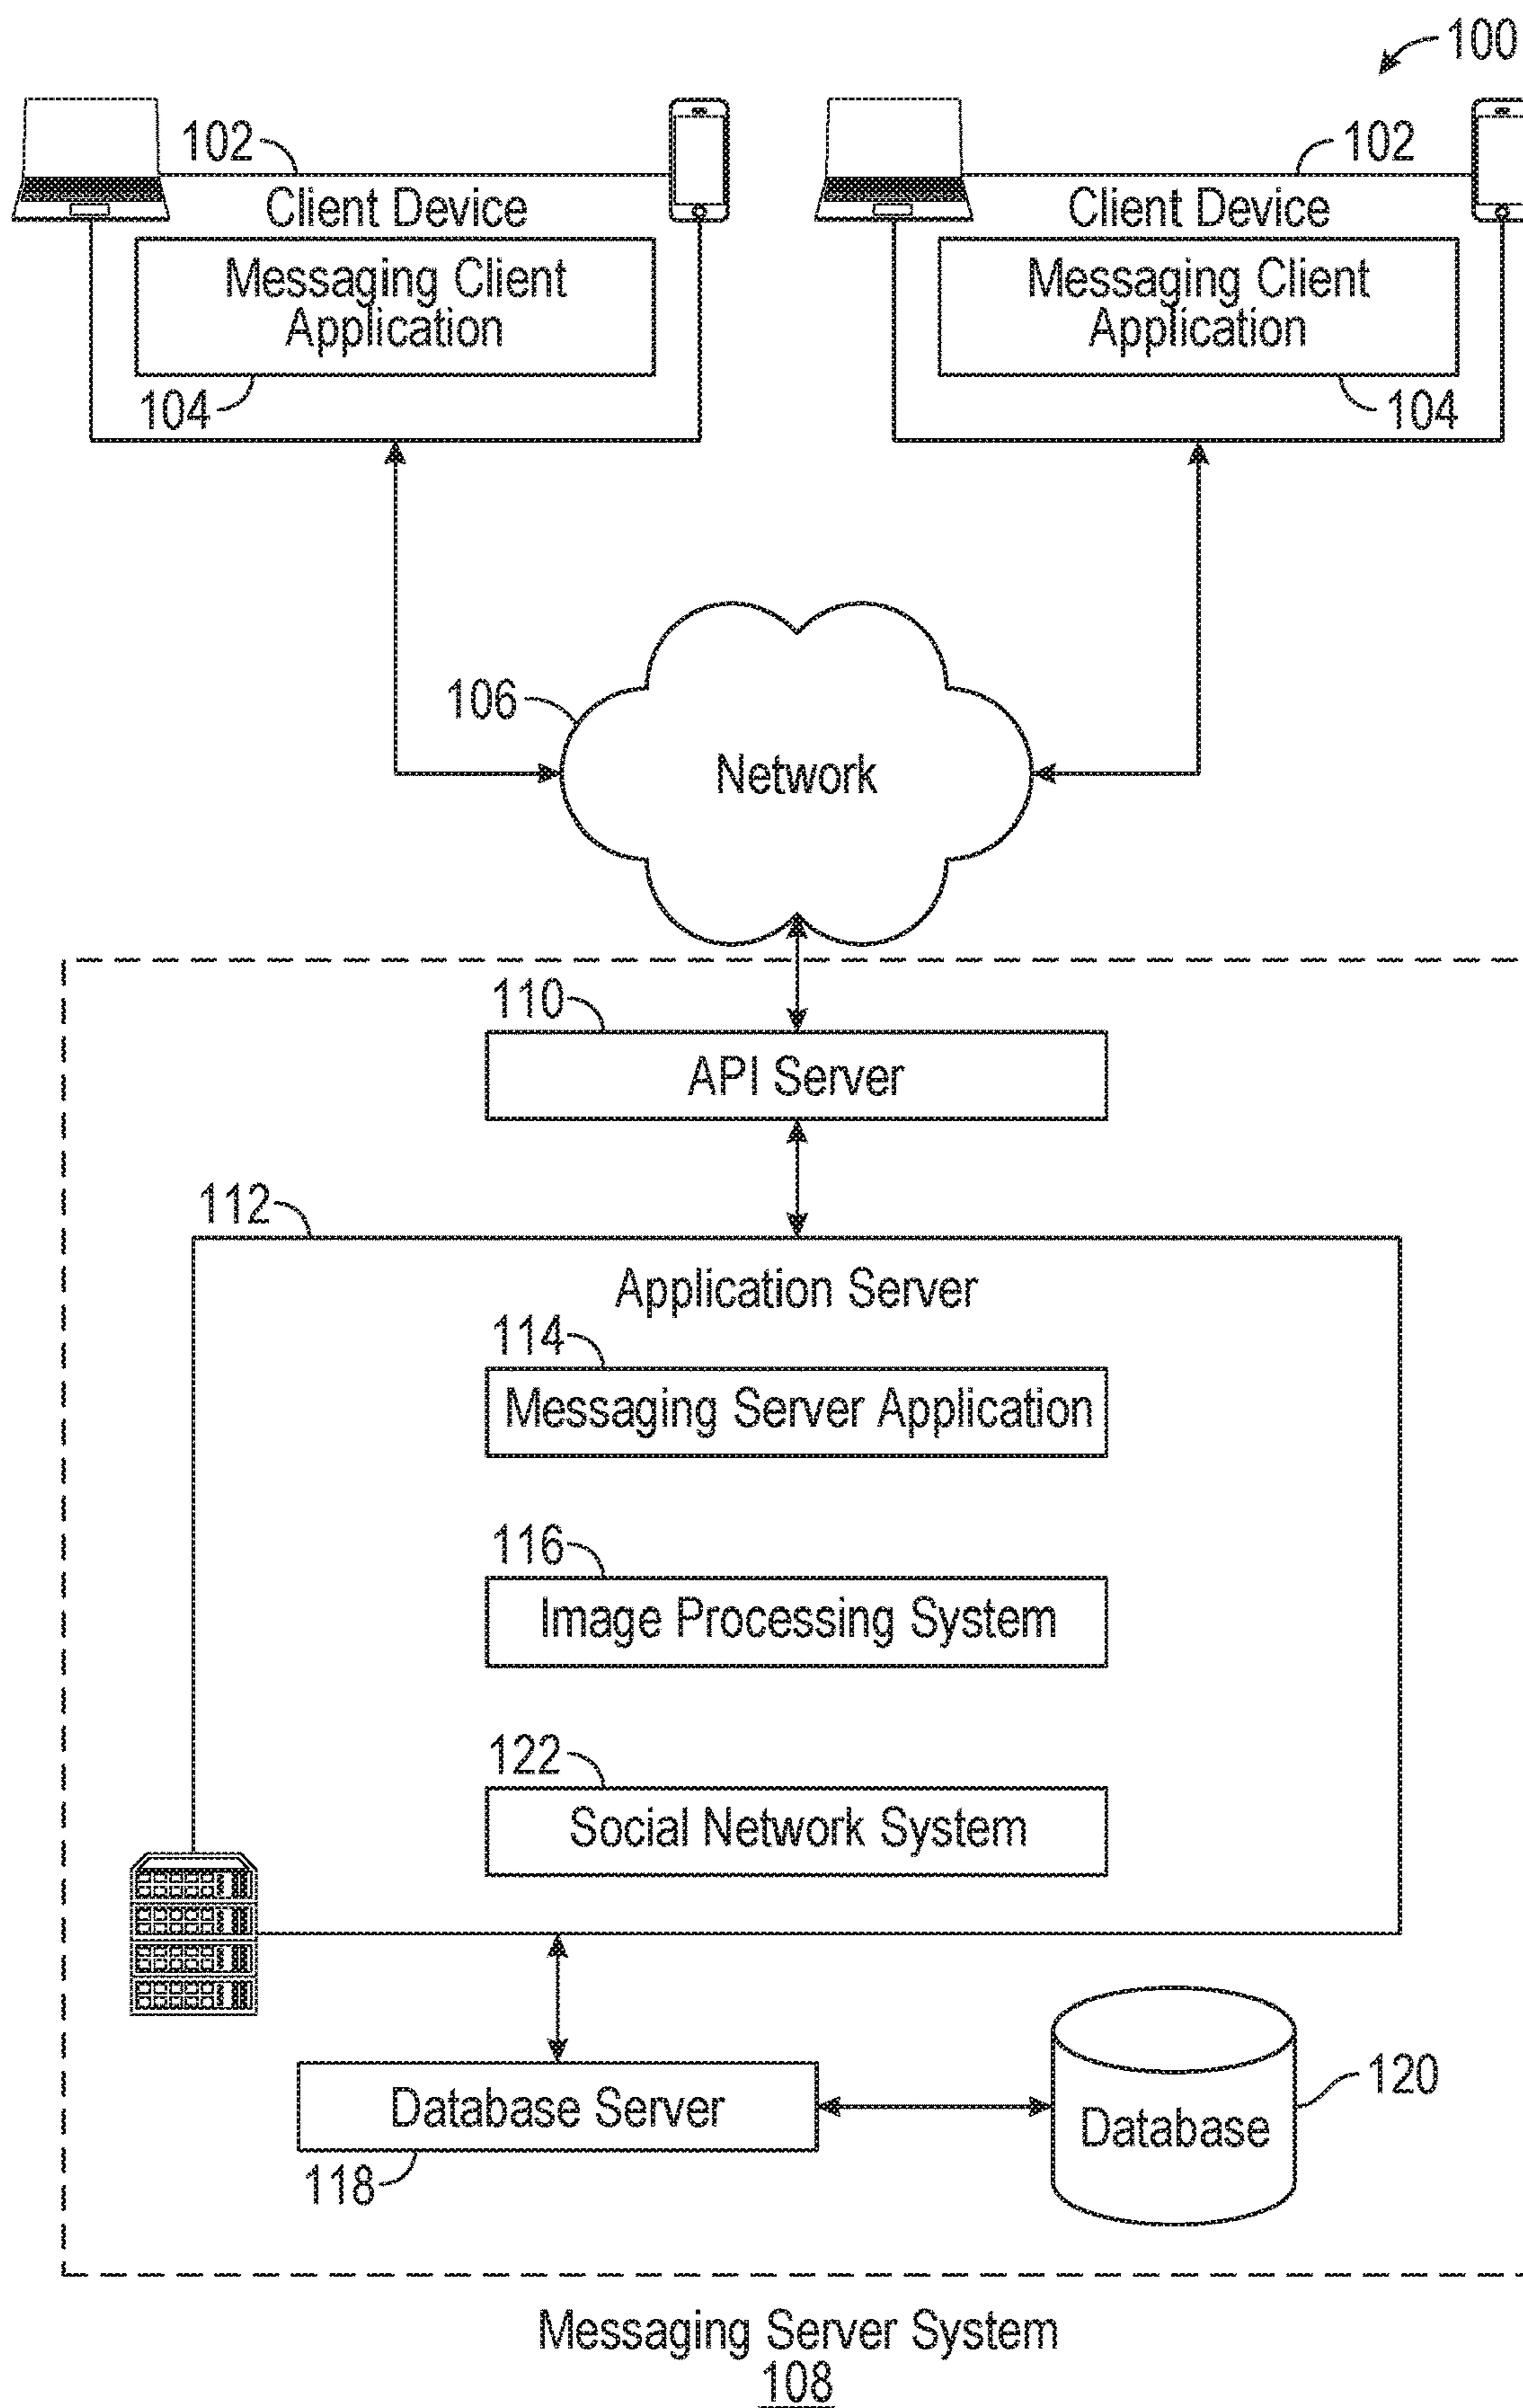 100
102
102
Client Device
Client Device
Messaging Client
Application
Messaging Client
Application
104
104
106
Network
110
API Server
112
Application Server
114
Messaging Server Application
116
Image Processing System
122
Social Network System
Database Server
118
Database
120
Messaging Server System
108